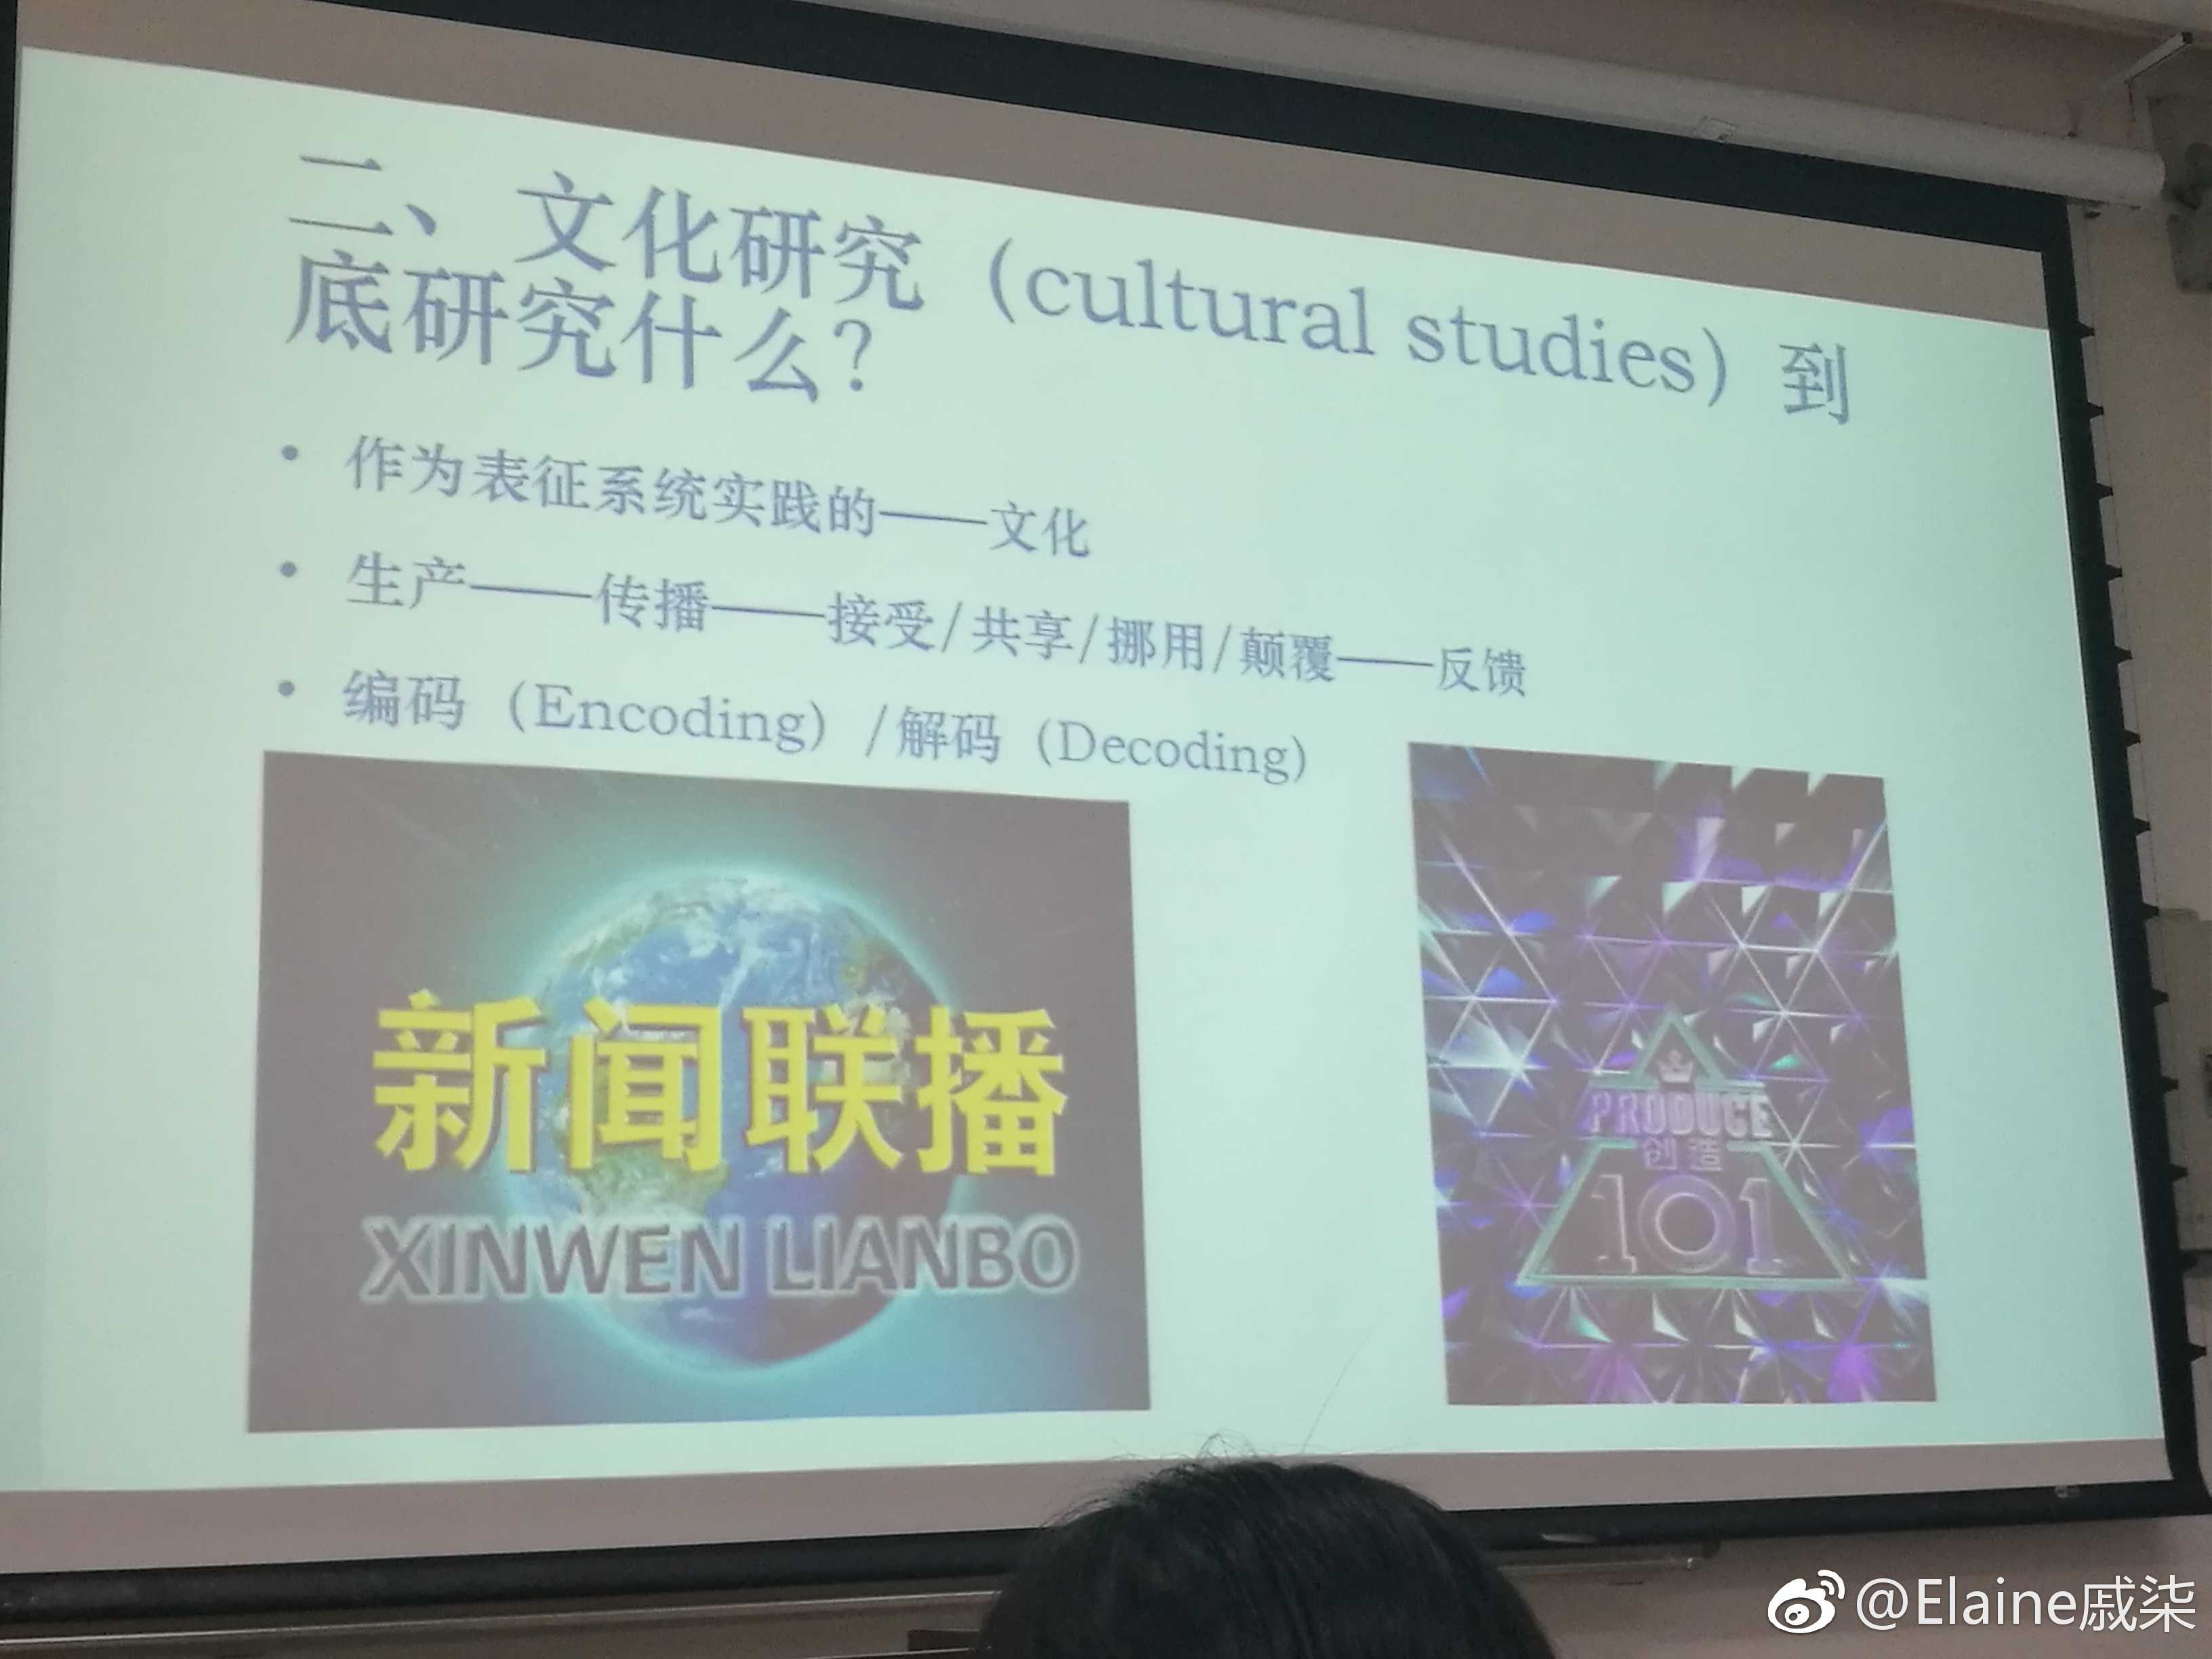 二、文化研究（cultural studies）到
底研究什么？
• 作为表征系统实践的——文化
• 生产——传播——接受/共享/挪用/颠覆——反馈
• 编码（Encoding）/解码（Decoding）
新闻联播
XINWEN LIANBO
PRODUCE
创造
101
@Elaine戚柒